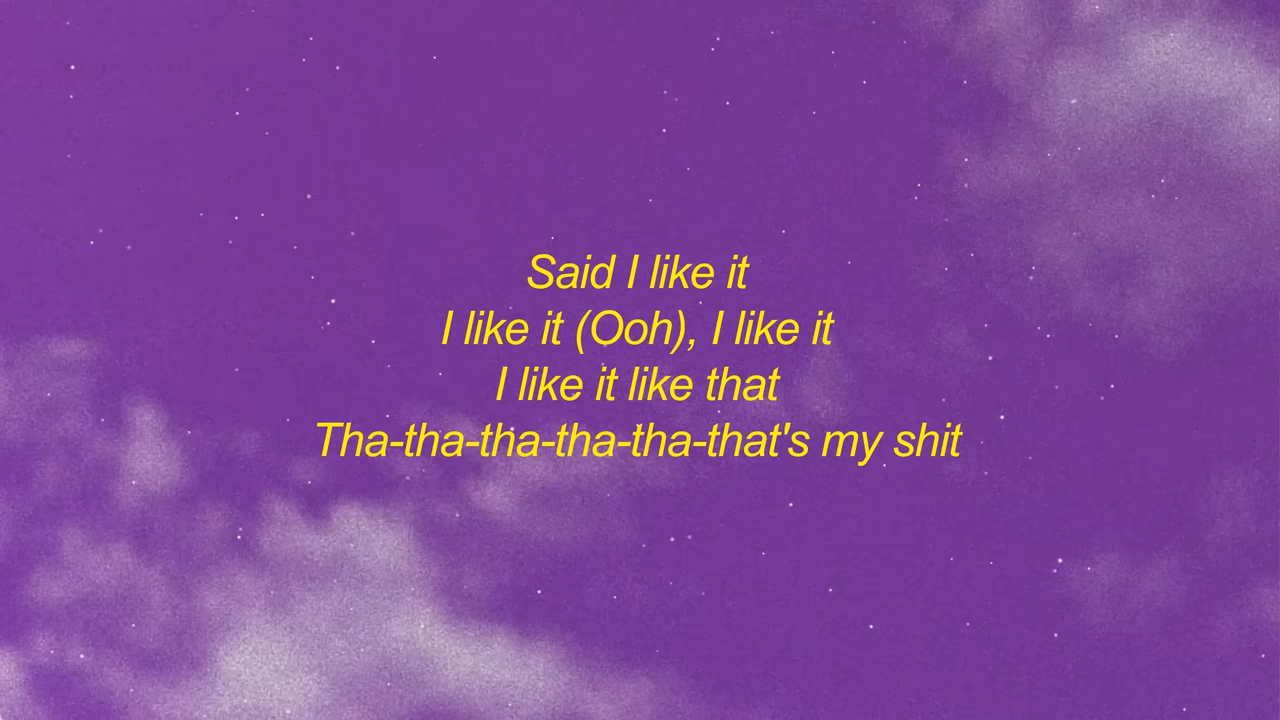 Said I like it
I like it (Ooh), I like it
I like it like that
Tha-tha-tha-tha-tha-that's my shit